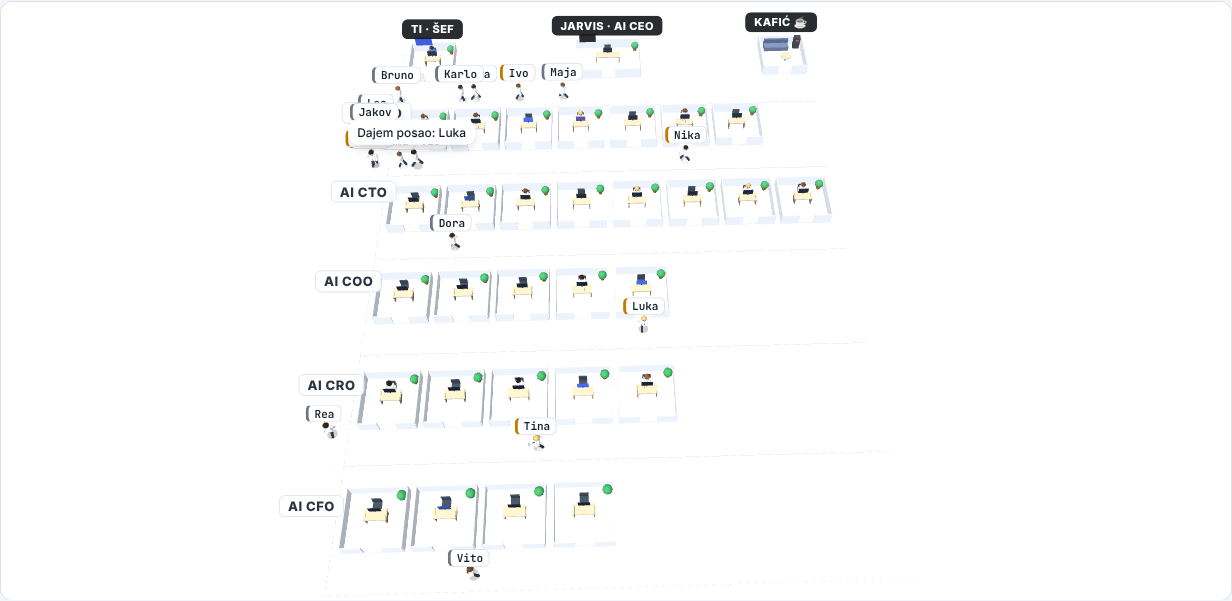 TI · ŠEF
JARVIS · AI CEO
KAFIĆ ☕
Bruno
Karlo
Ivo
Maja
Jakov
Dajem posao: Luka
Nika
AI CTO
Dora
AI COO
Luka
AI CRO
Rea
Tina
AI CFO
Vito